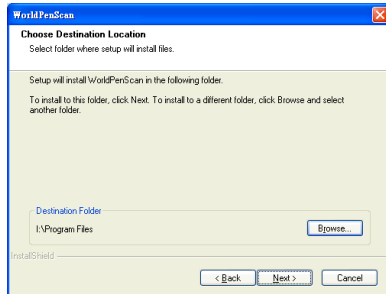 WorldPenScan
Choose Destination Location
Select folder where setup will install files.
Setup will install WorldPenScan in the following folder.
To install to this folder, click Next. To install to a different folder, click Browse and select
another folder.
Destination Folder
I:\Program Files
Browse...
InstallShield
< Back
Next >
Cancel